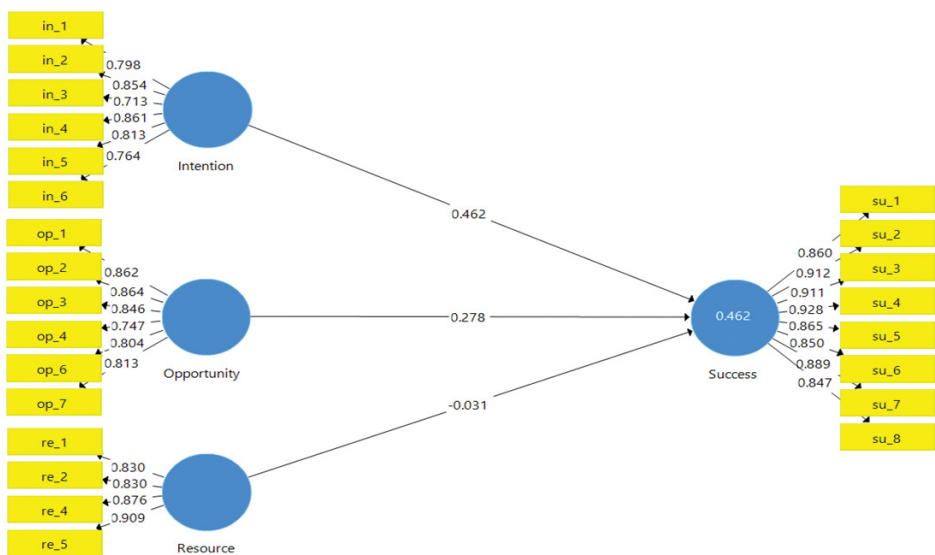 in_1
in_2
in_3
in_4
in_5
in_6
0.798
0.854
0.713
0.861
0.813
0.764
Intention
op_1
op_2
op_3
op_4
op_6
op_7
0.862
0.864
0.846
0.747
0.804
0.813
Opportunity
re_1
re_2
re_4
re_5
0.830
0.830
0.876
0.909
Resource
0.462
0.278
-0.031
0.462
Success
0.860
0.912
0.911
0.928
0.865
0.850
0.889
0.847
su_1
su_2
su_3
su_4
su_5
su_6
su_7
su_8